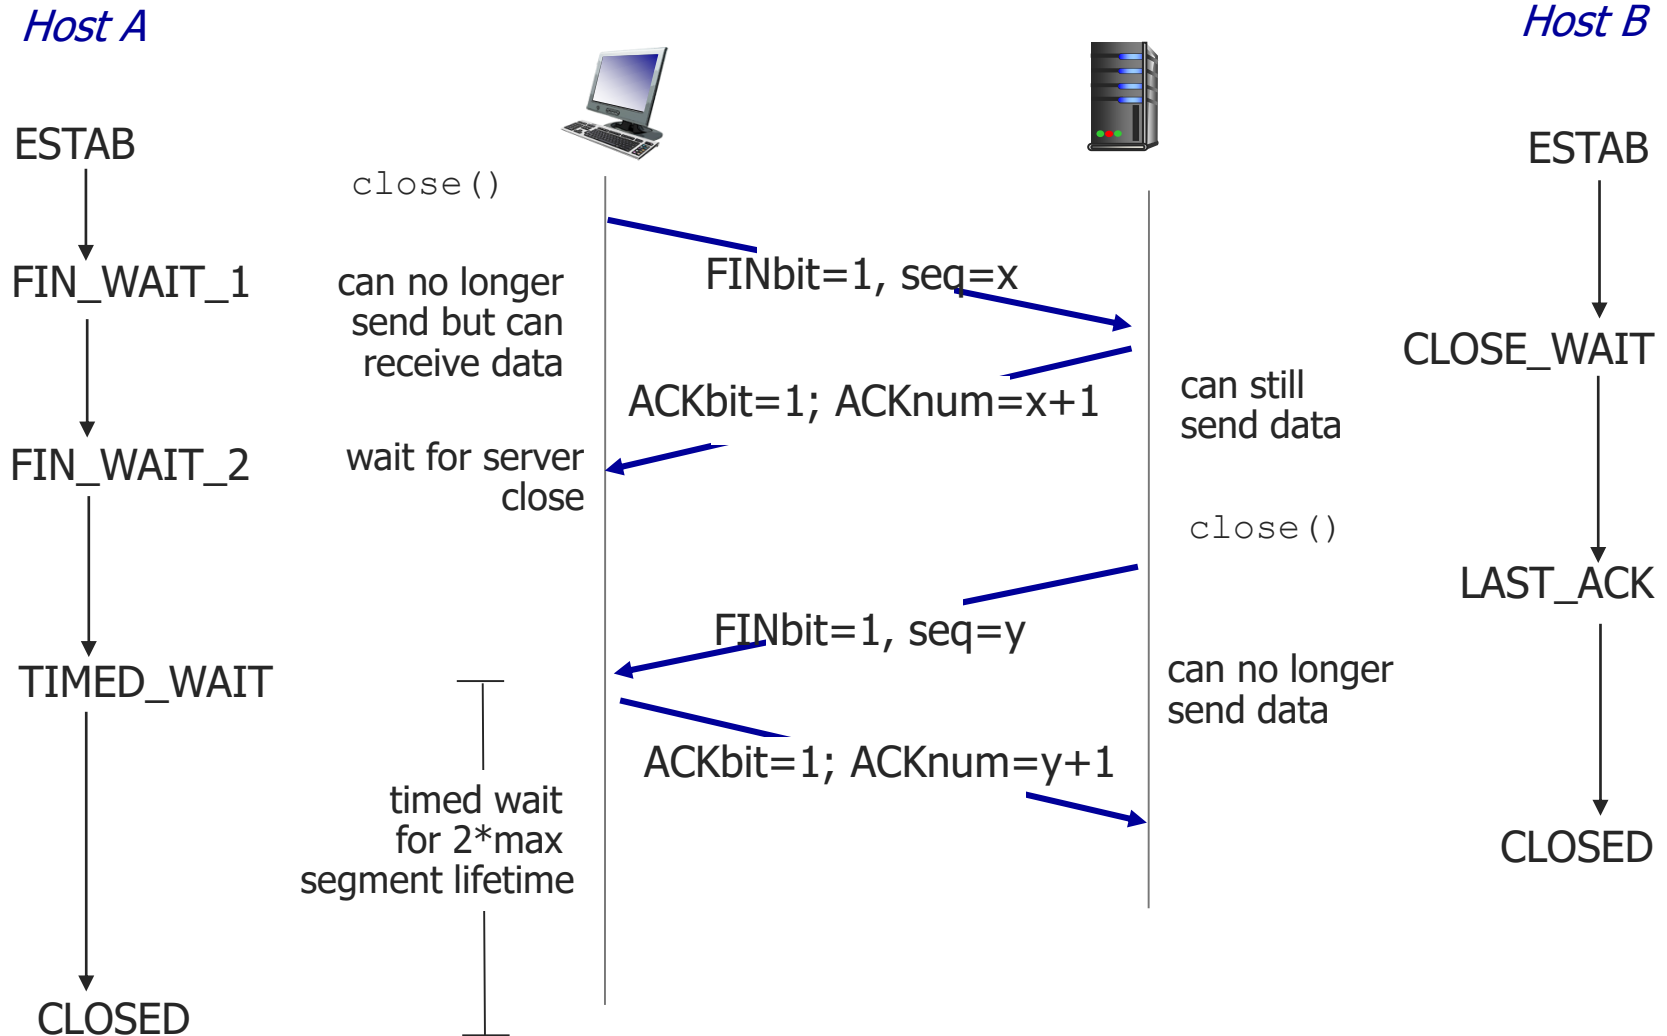 Host A
Host B
ESTAB
ESTAB
close()
FIN_WAIT_1
can no longer
send but can
receive data
FINbit=1, seq=x
CLOSE_WAIT
ACKbit=1; ACKnum=x+1
can still
send data
FIN_WAIT_2
wait for server
close
close()
LAST_ACK
FINbit=1, seq=y
TIMED_WAIT
can no longer
send data
ACKbit=1; ACKnum=y+1
timed wait
for 2*max
segment lifetime
CLOSED
CLOSED